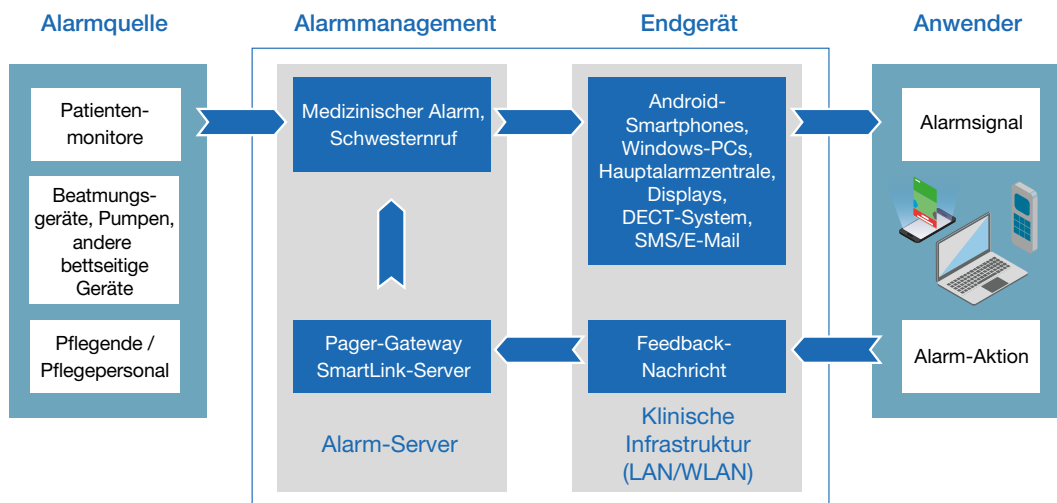 Alarmquelle
Alarmmanagement
Endgerät
Anwender
Patienten-
monitore
Beatmungs-
geräte, Pumpen,
andere
bettseitige
Geräte
Pflegende /
Pflegepersonal
Medizinischer Alarm,
Schwesternruf
Pager-Gateway
SmartLink-Server
Alarm-Server
Android-
Smartphones,
Windows-PCs,
Hauptalarmzentrale,
Displays,
DECT-System,
SMS/E-Mail
Feedback-
Nachricht
Klinische
Infrastruktur
(LAN/WLAN)
Alarmsignal
Alarm-Aktion